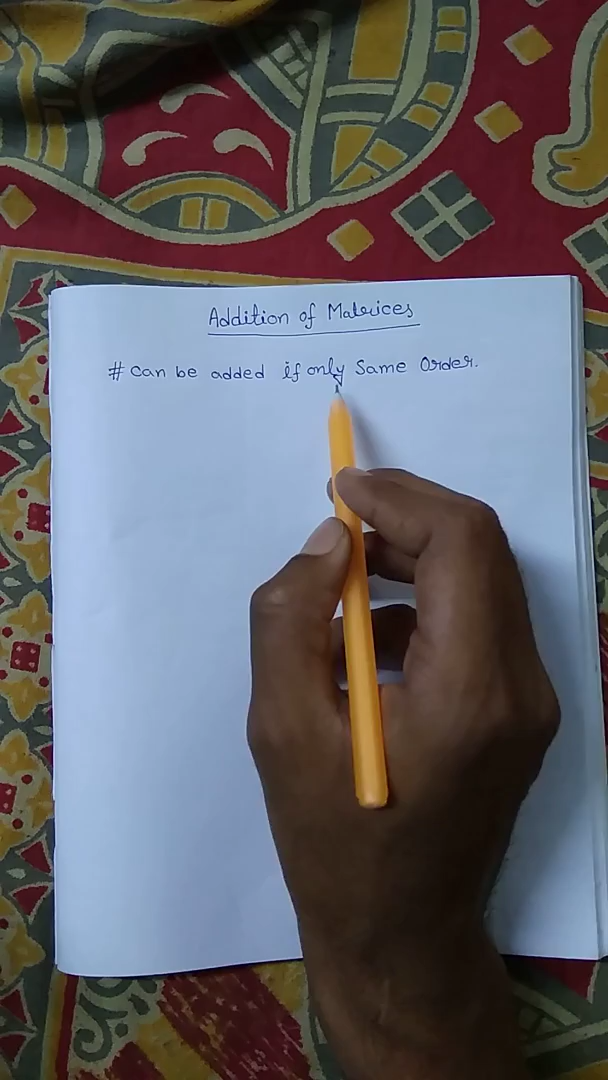 Addition of Matrices
# Can be added if only Same Order.